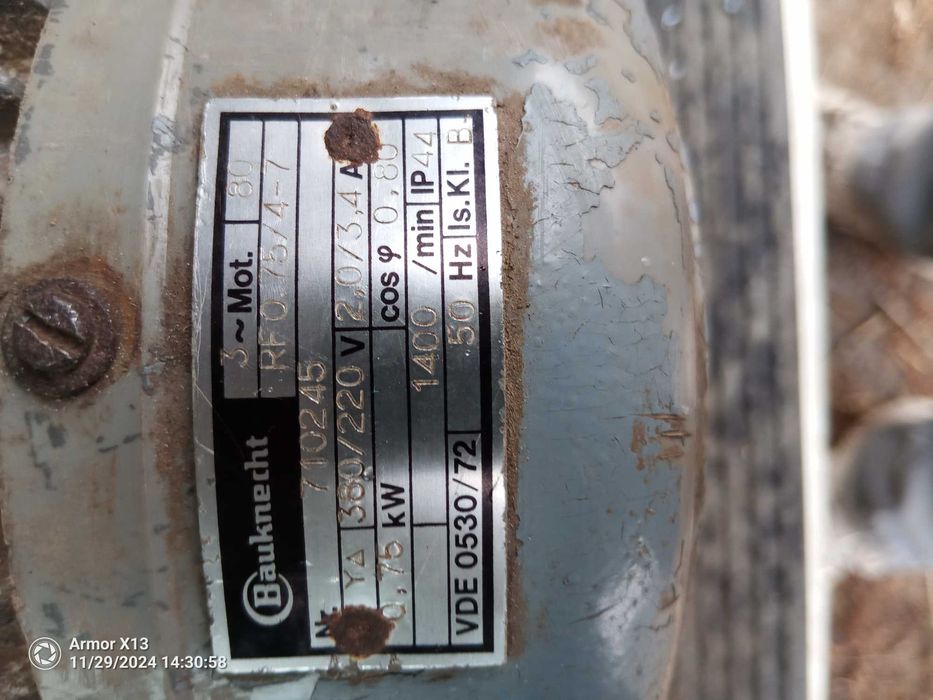 Bauknecht
3 ~ Mot. 80
RF0.75/4-7
Nr. 710245
Y∆ 380/220 V 2,0/3,4 A
0,75 kW cos φ 0,80
1400 /min IP44
VDE 0530/72 50 Hz Is.Kl. B
Armor X13
11/29/2024 14:30:58